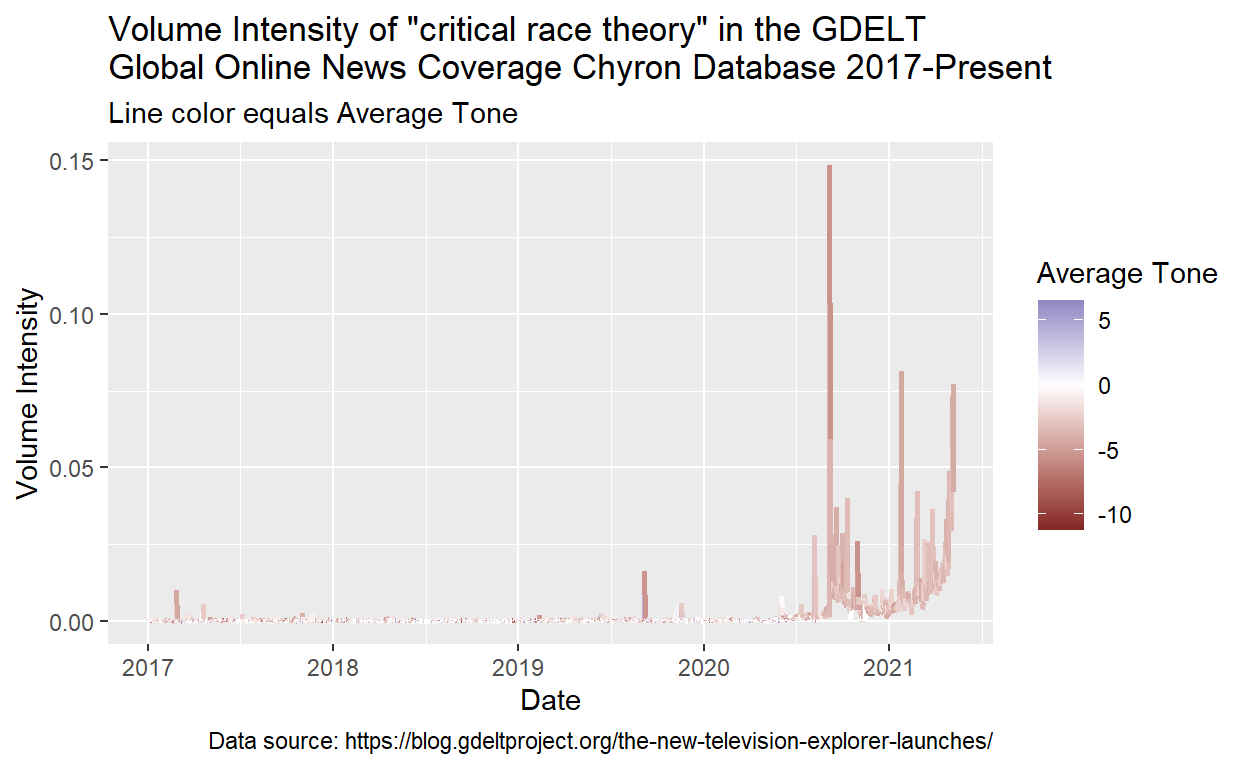 Volume Intensity of "critical race theory" in the GDELT
Global Online News Coverage Chyron Database 2017-Present
Line color equals Average Tone
Volume Intensity
0.15
0.10
0.05
0.00
2017
2018
2019
2020
2021
Date
Average Tone
5
0
-5
-10
Data source: https://blog.gdeltproject.org/the-new-television-explorer-launches/